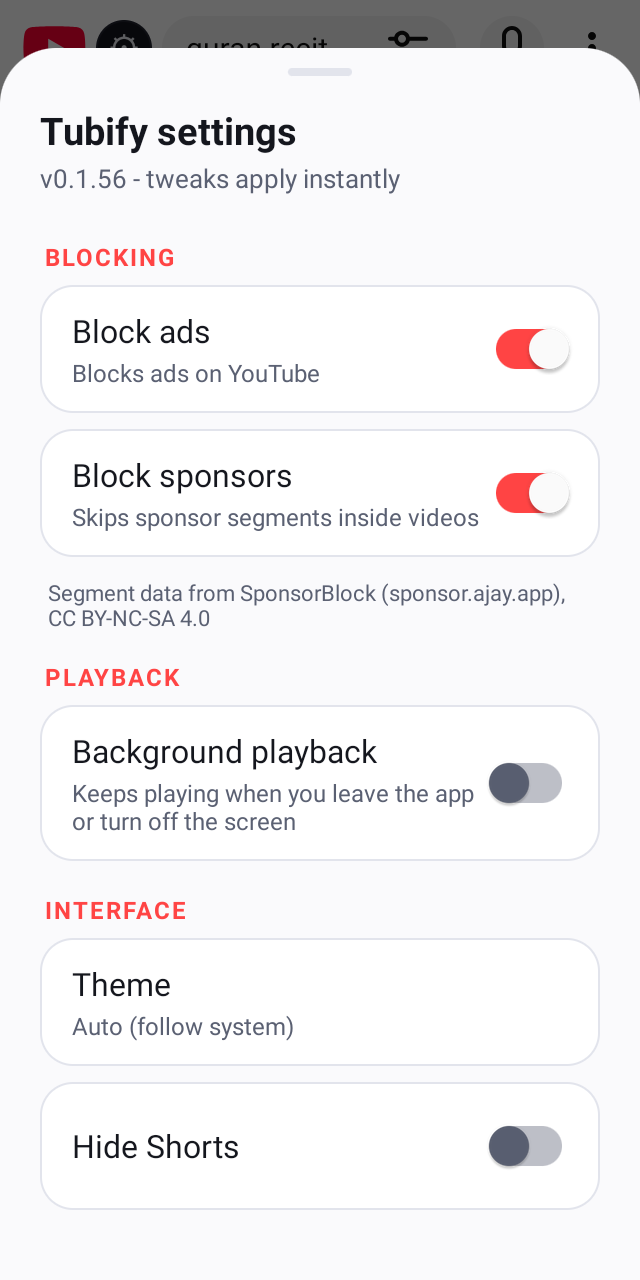 Tubify settings
v0.1.56 - tweaks apply instantly
BLOCKING
Block ads
Blocks ads on YouTube
Block sponsors
Skips sponsor segments inside videos
Segment data from SponsorBlock (sponsor.ajay.app),
CC BY-NC-SA 4.0
PLAYBACK
Background playback
Keeps playing when you leave the app
or turn off the screen
INTERFACE
Theme
Auto (follow system)
Hide Shorts